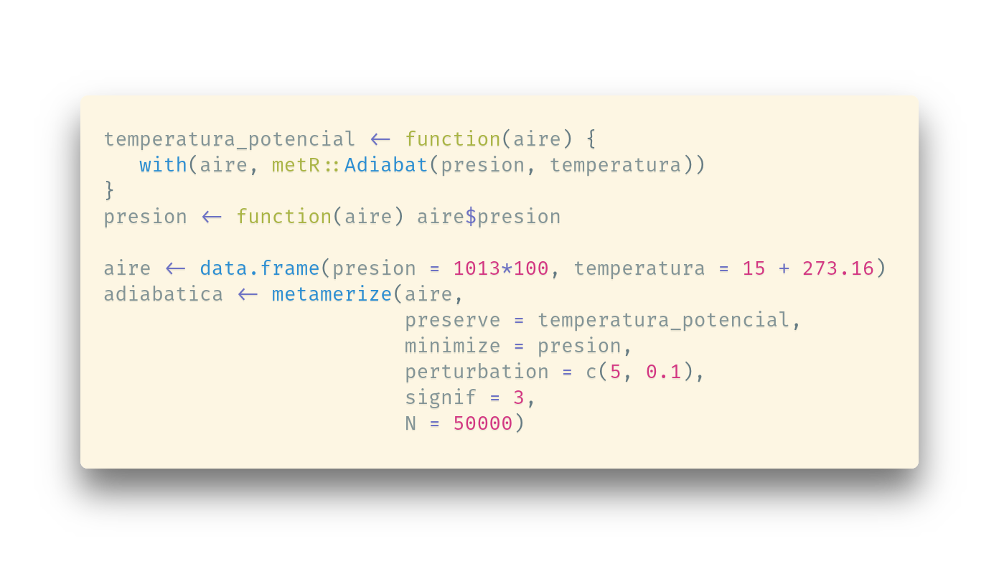 temperatura_potencial <- function(aire) {
   with(aire, metR::Adiabat(presion, temperatura))
}
presion <- function(aire) aire$presion

aire <- data.frame(presion = 1013*100, temperatura = 15 + 273.16)
adiabatica <- metamerize(aire,
                         preserve = temperatura_potencial,
                         minimize = presion,
                         perturbation = c(5, 0.1),
                         signif = 3,
                         N = 50000)